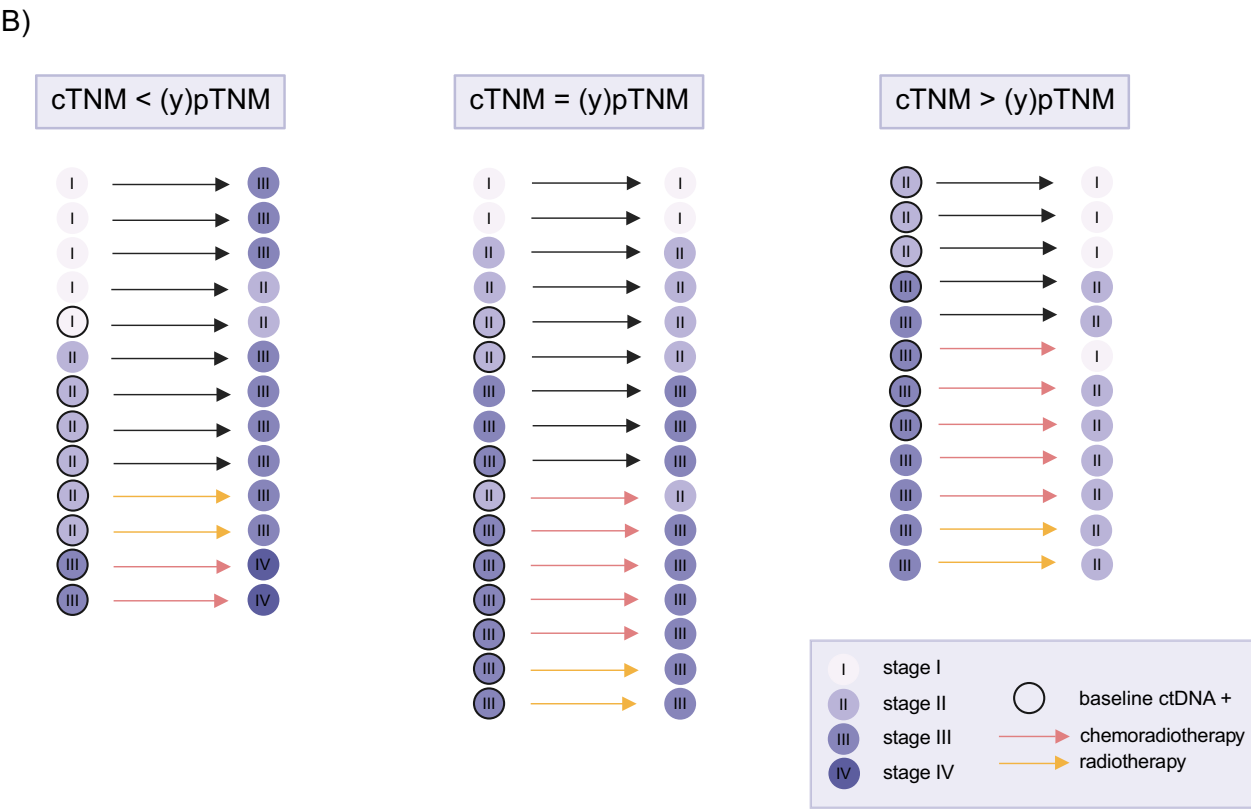 B)
cTNM < (y)pTNM
cTNM = (y)pTNM
cTNM > (y)pTNM
I III
I III
I III
I II
I II
II III
II III
II III
II III
II III
II III
III IV
III IV
I I
I I
II II
II II
II II
II II
III III
III III
III III
II II
III III
III III
III III
III III
III III
III III
II I
II I
II I
III II
III II
III I
III II
III II
III II
III II
III II
III II
I stage I
II stage II
III stage III
IV stage IV
baseline ctDNA +
chemoradiotherapy
radiotherapy